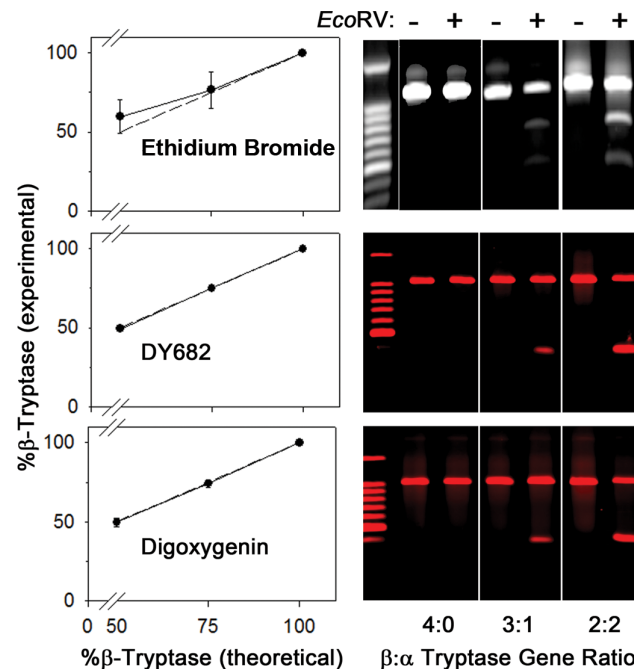 EcoRV: - + - + - +
100
50
0
Ethidium Bromide
100
50
0
DY682
100
50
0
Digoxygenin
0 50 75 100
%β-Tryptase (experimental)
%β-Tryptase (theoretical)
4:0 3:1 2:2
β:α Tryptase Gene Ratio